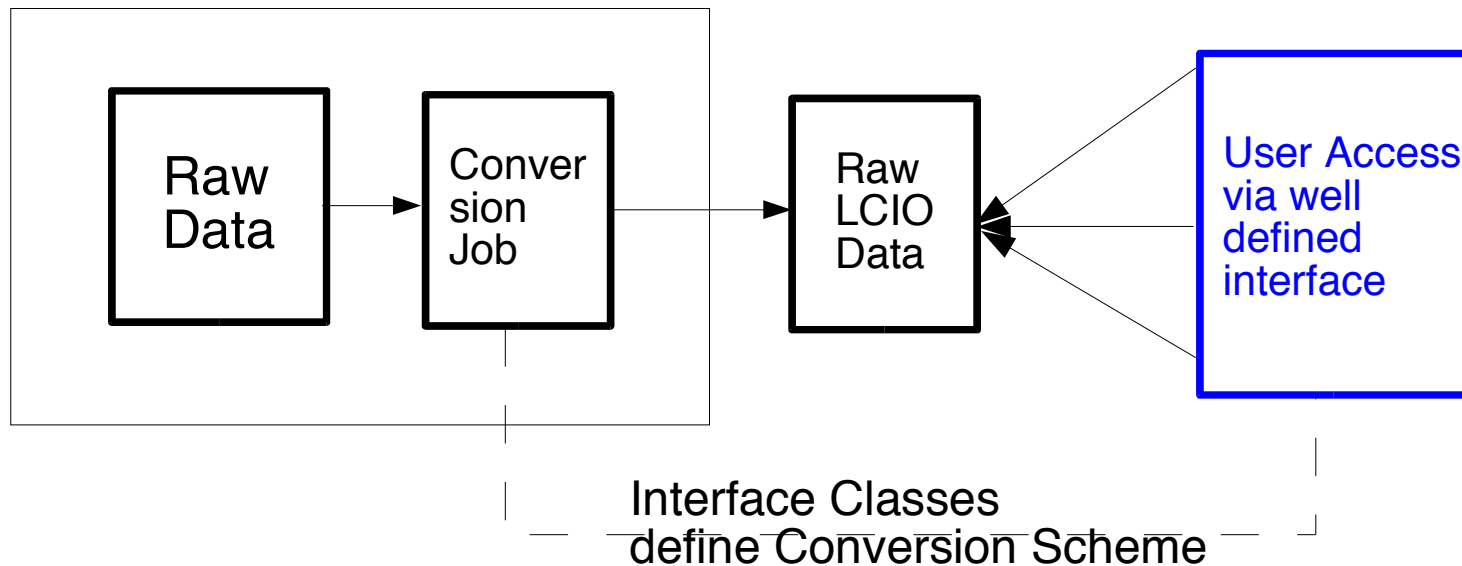 Raw
Data
Conver
sion
Job
Raw
LCIO
Data
User Access
via well
defined
interface
Interface Classes
define Conversion Scheme